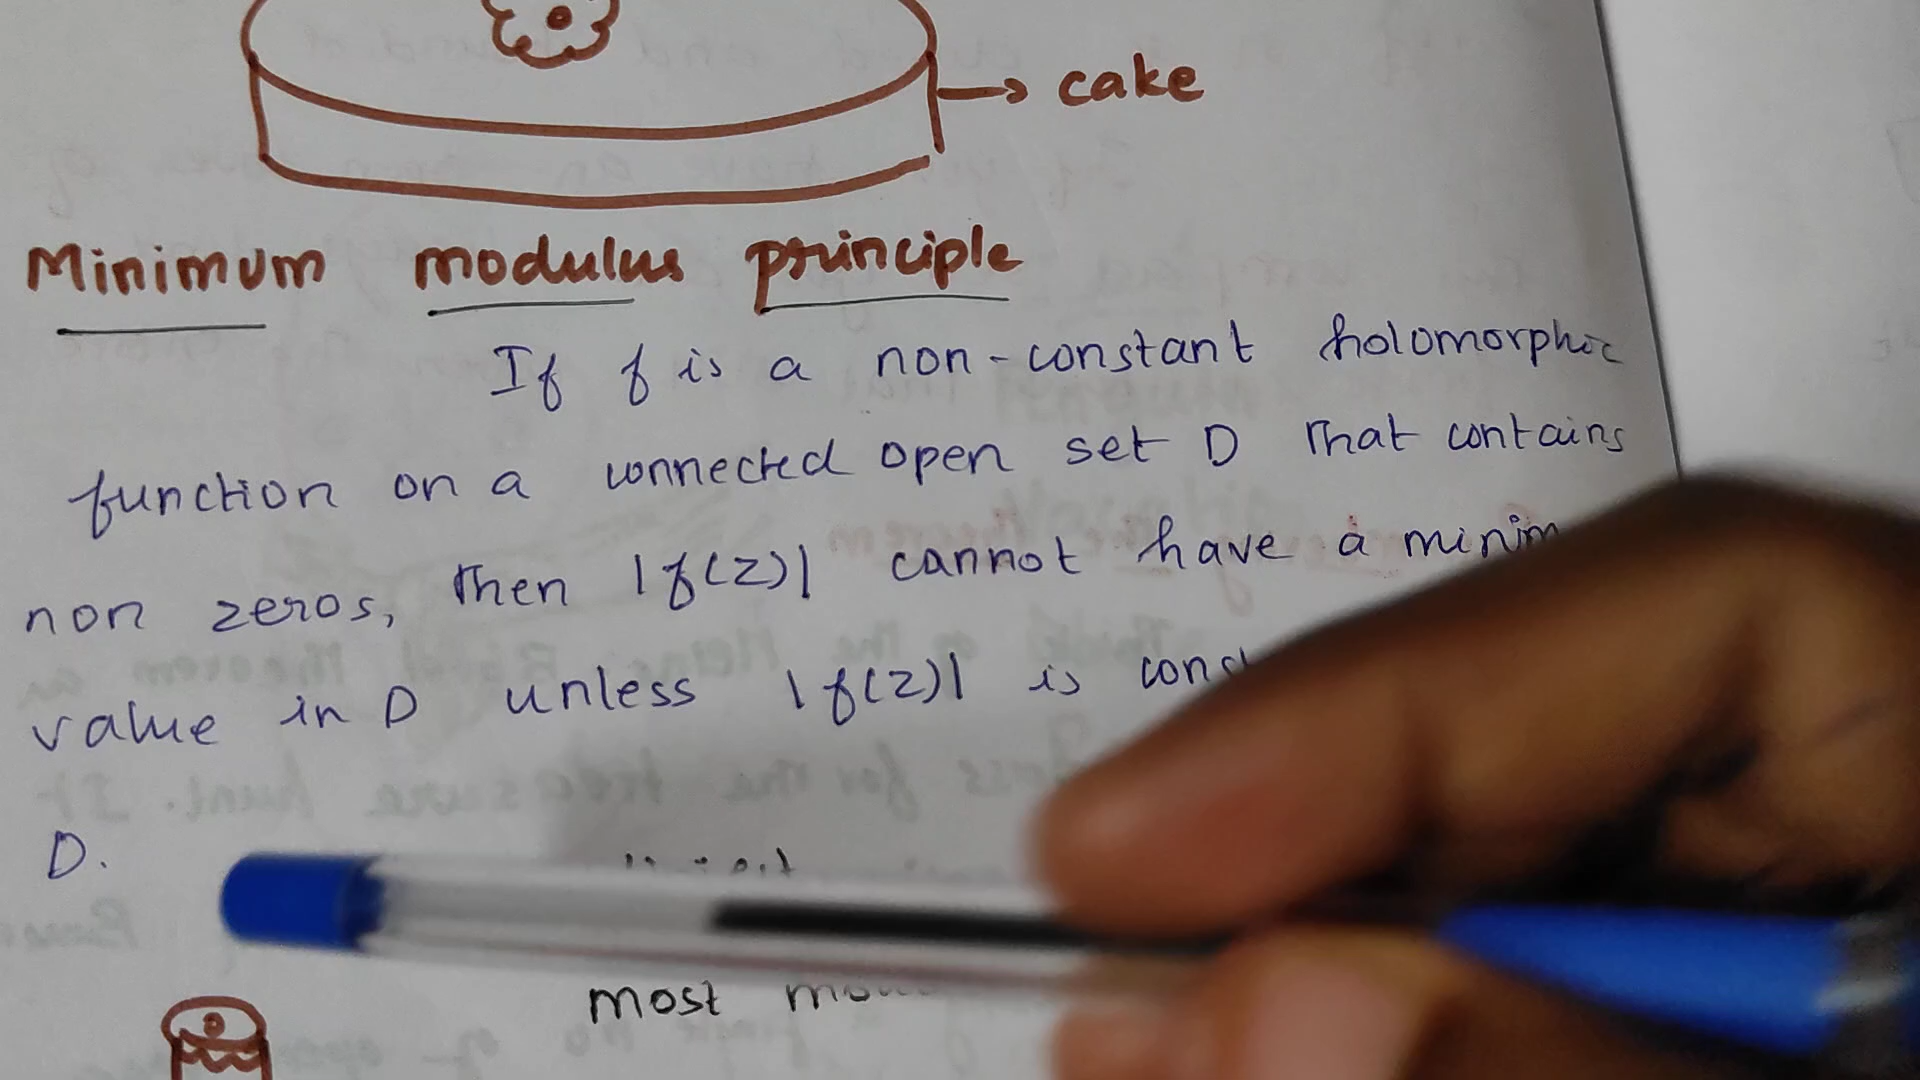 cake
Minimum modulus principle
If f is a non-constant holomorphic
function on a connected open set D that contains
non zeros, then |f(z)| cannot have a
value in D unless |f(z)| is
D.
most